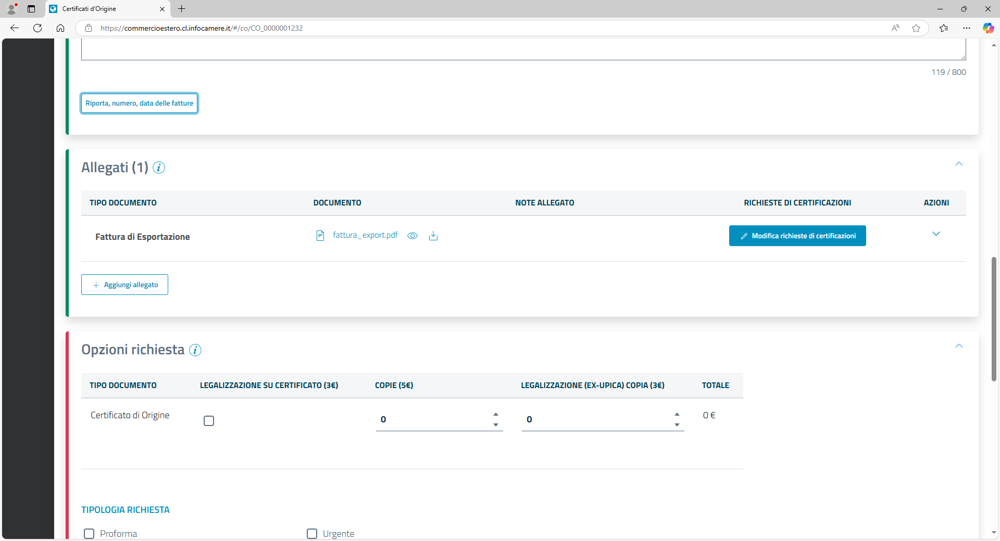 Certificati d'Origine
https://commercioestero.cl.infocamere.it/#/co/CO_0000001232
119 / 800
Riporta, numero, data delle fatture
Allegati (1)
TIPO DOCUMENTO DOCUMENTO NOTE ALLEGATO RICHIESTE DI CERTIFICAZIONI AZIONI
Fattura di Esportazione fattura_export.pdf Modifica richieste di certificazioni
Aggiungi allegato
Opzioni richiesta
TIPO DOCUMENTO LEGALIZZAZIONE SU CERTIFICATO (3€) COPIE (5€) LEGALIZZAZIONE (EX-UPICA) COPIA (3€) TOTALE
Certificato di Origine 0 0 0 €
TIPOLOGIA RICHIESTA
Proforma Urgente